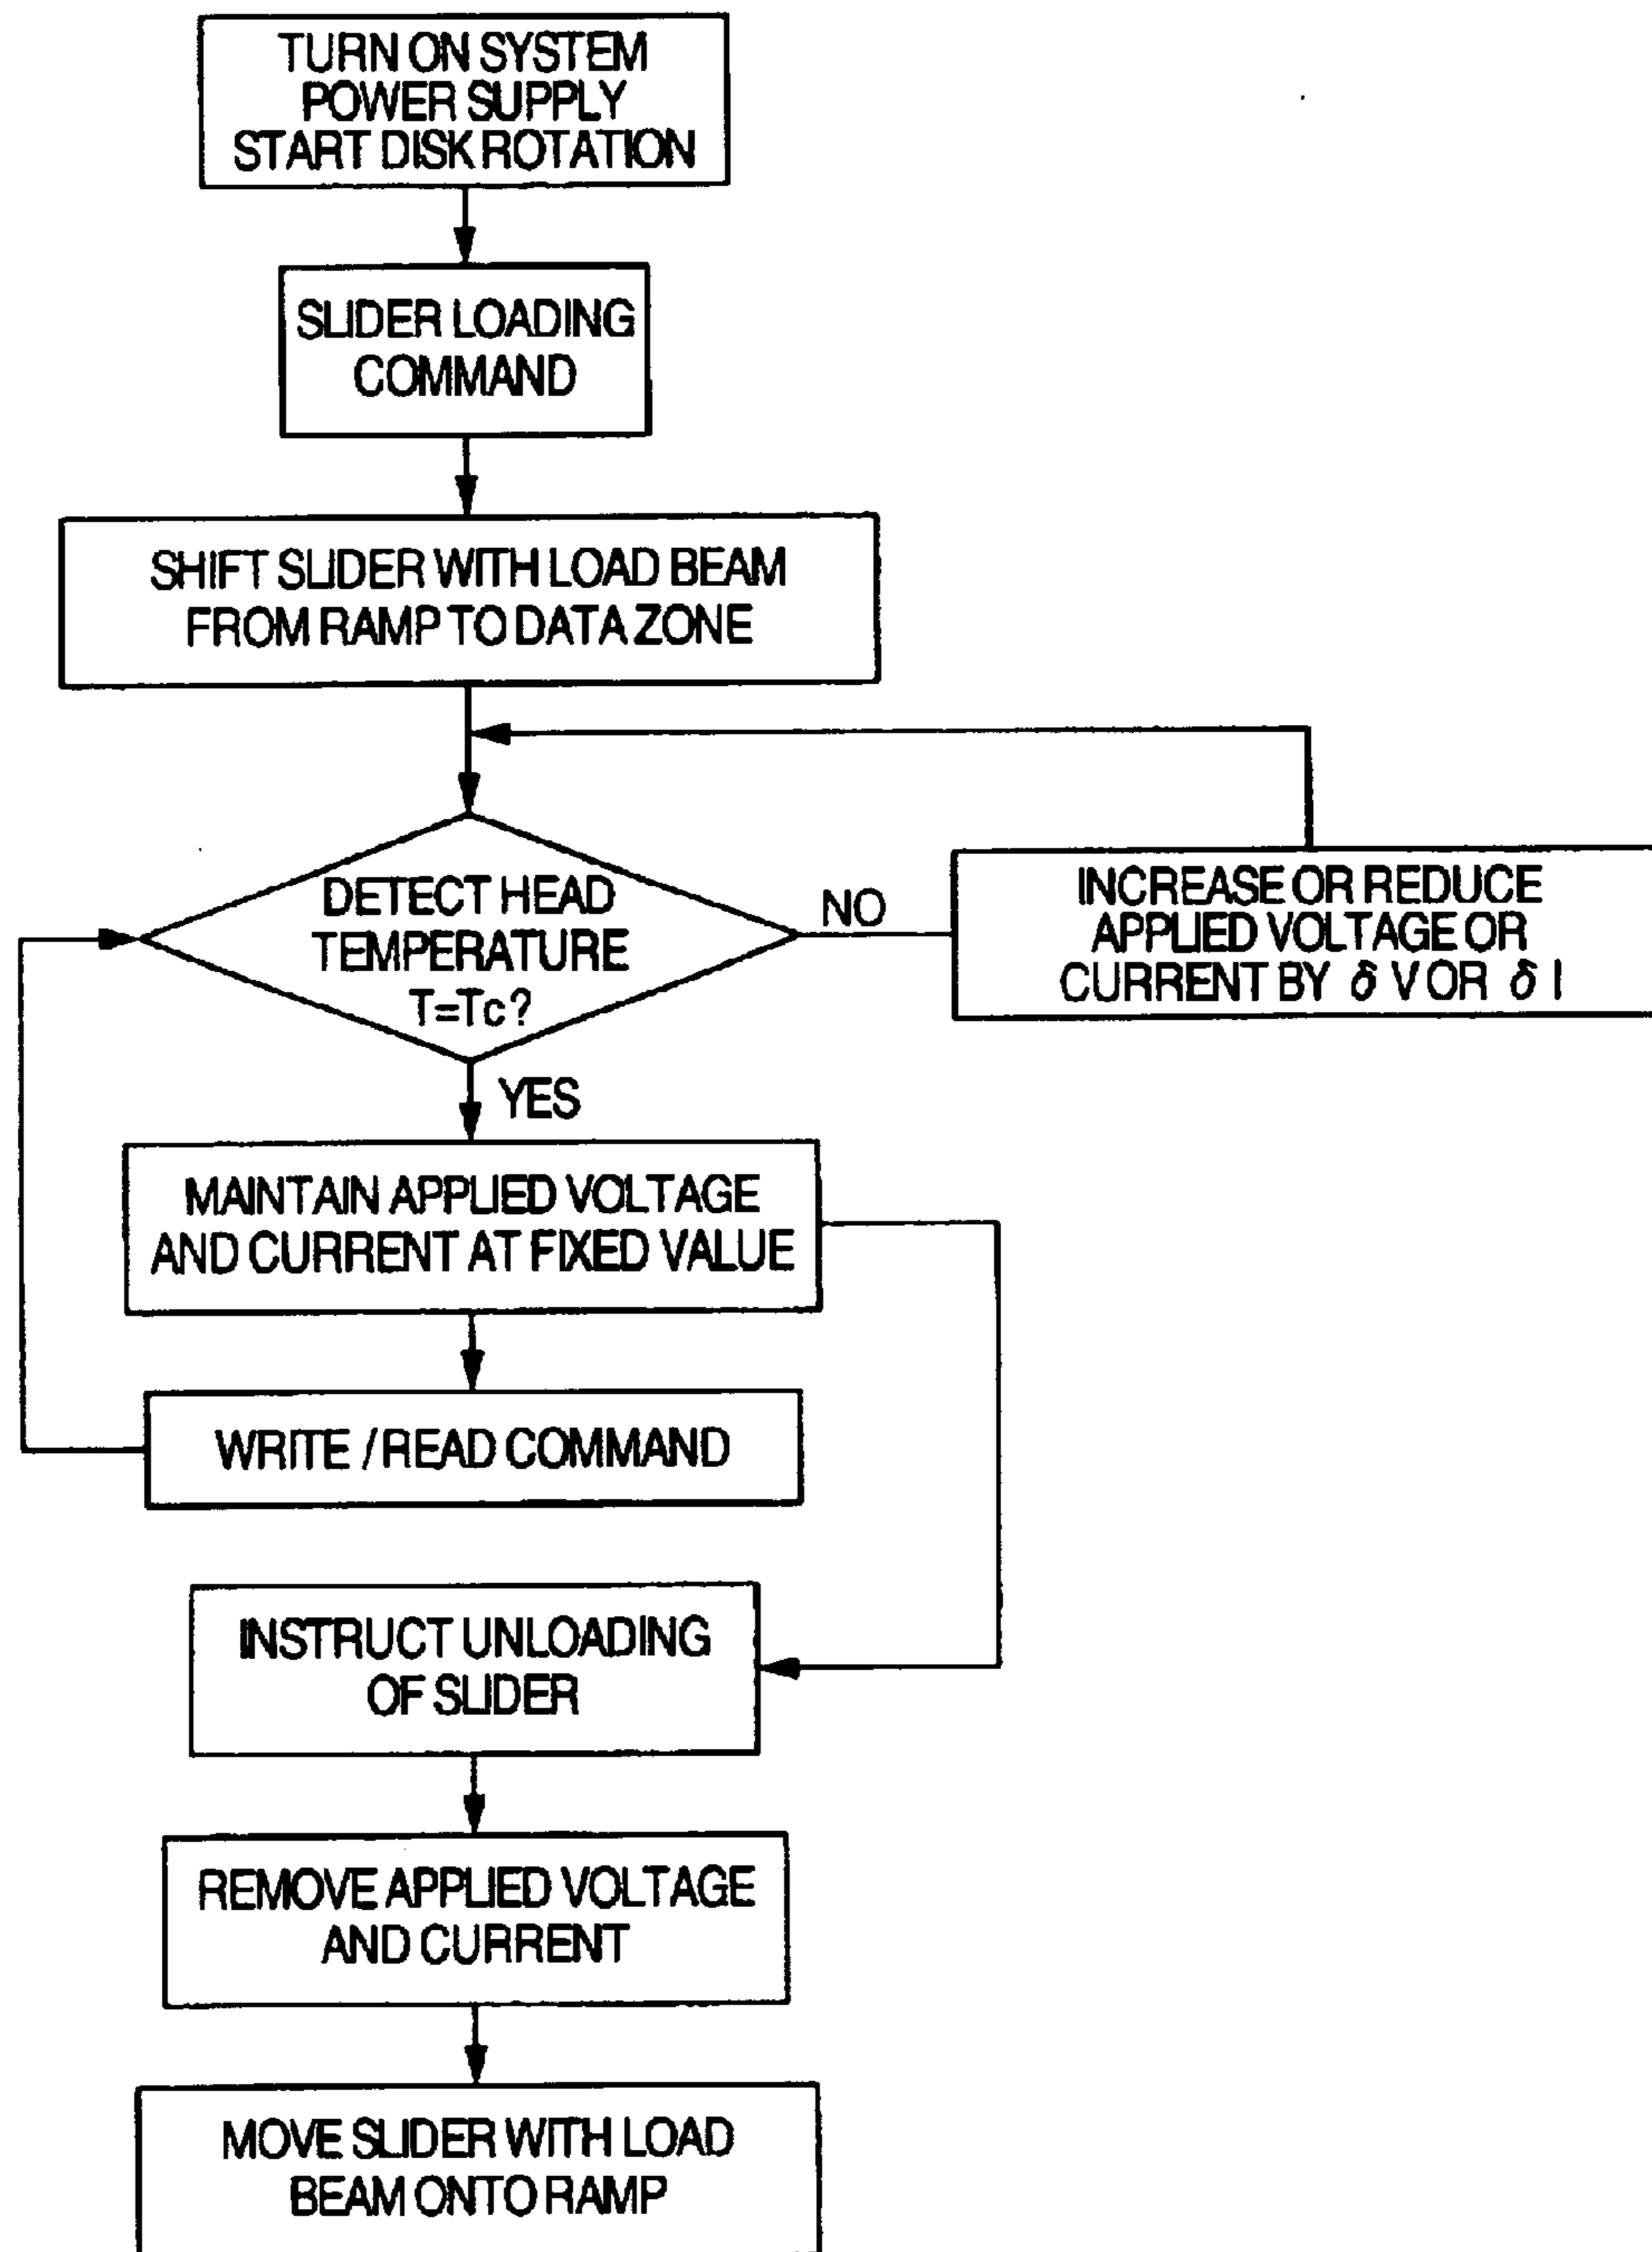 TURN ON SYSTEM
POWER SUPPLY
START DISK ROTATION
SLIDER LOADING
COMMAND
SHIFT SLIDER WITH LOAD BEAM
FROM RAMP TO DATA ZONE
DETECT HEAD
TEMPERATURE
T=Tc?
NO
INCREASE OR REDUCE
APPLIED VOLTAGE OR
CURRENT BY δ V OR δ I
YES
MAINTAIN APPLIED VOLTAGE
AND CURRENT AT FIXED VALUE
WRITE / READ COMMAND
INSTRUCT UNLOADING
OF SLIDER
REMOVE APPLIED VOLTAGE
AND CURRENT
MOVE SLIDER WITH LOAD
BEAM ONTO RAMP